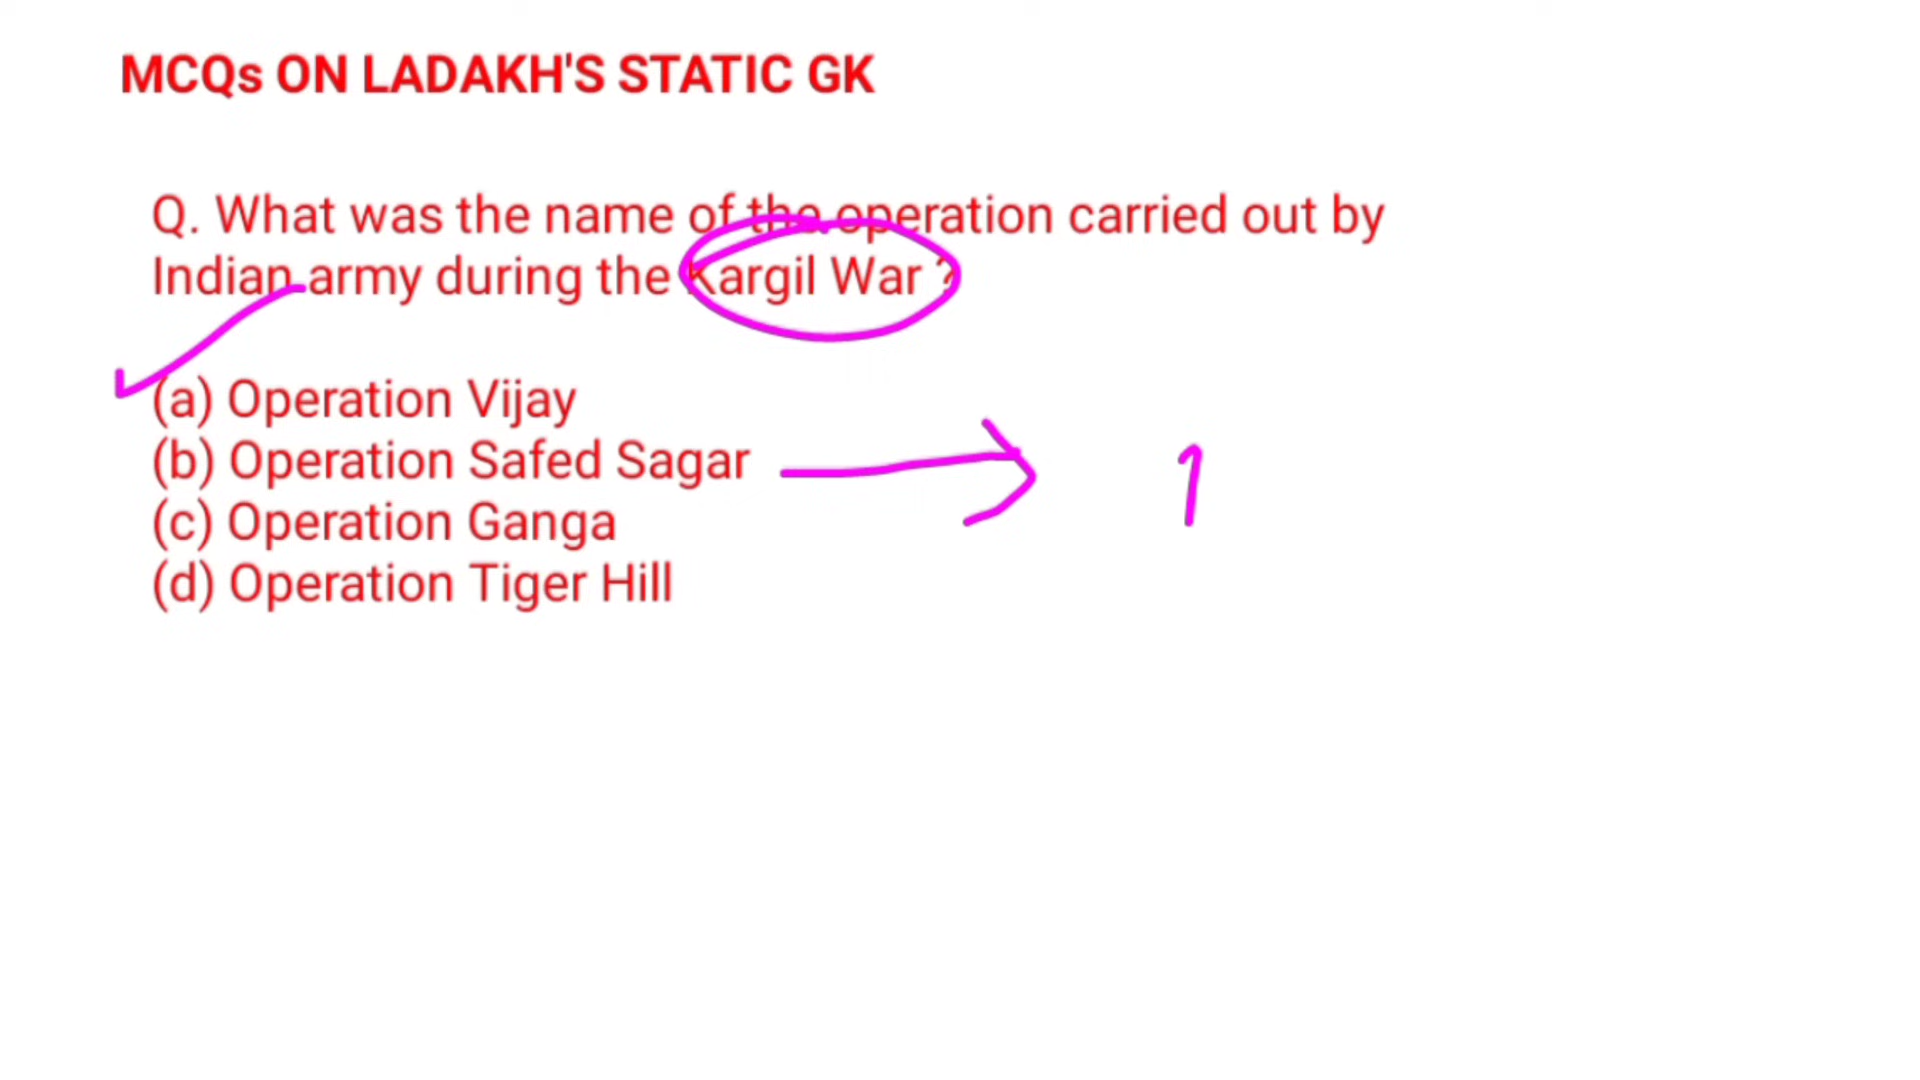 MCQs ON LADAKH'S STATIC GK
Q. What was the name of the operation carried out by
Indian army during the Kargil War ?
(a) Operation Vijay
(b) Operation Safed Sagar
(c) Operation Ganga
(d) Operation Tiger Hill